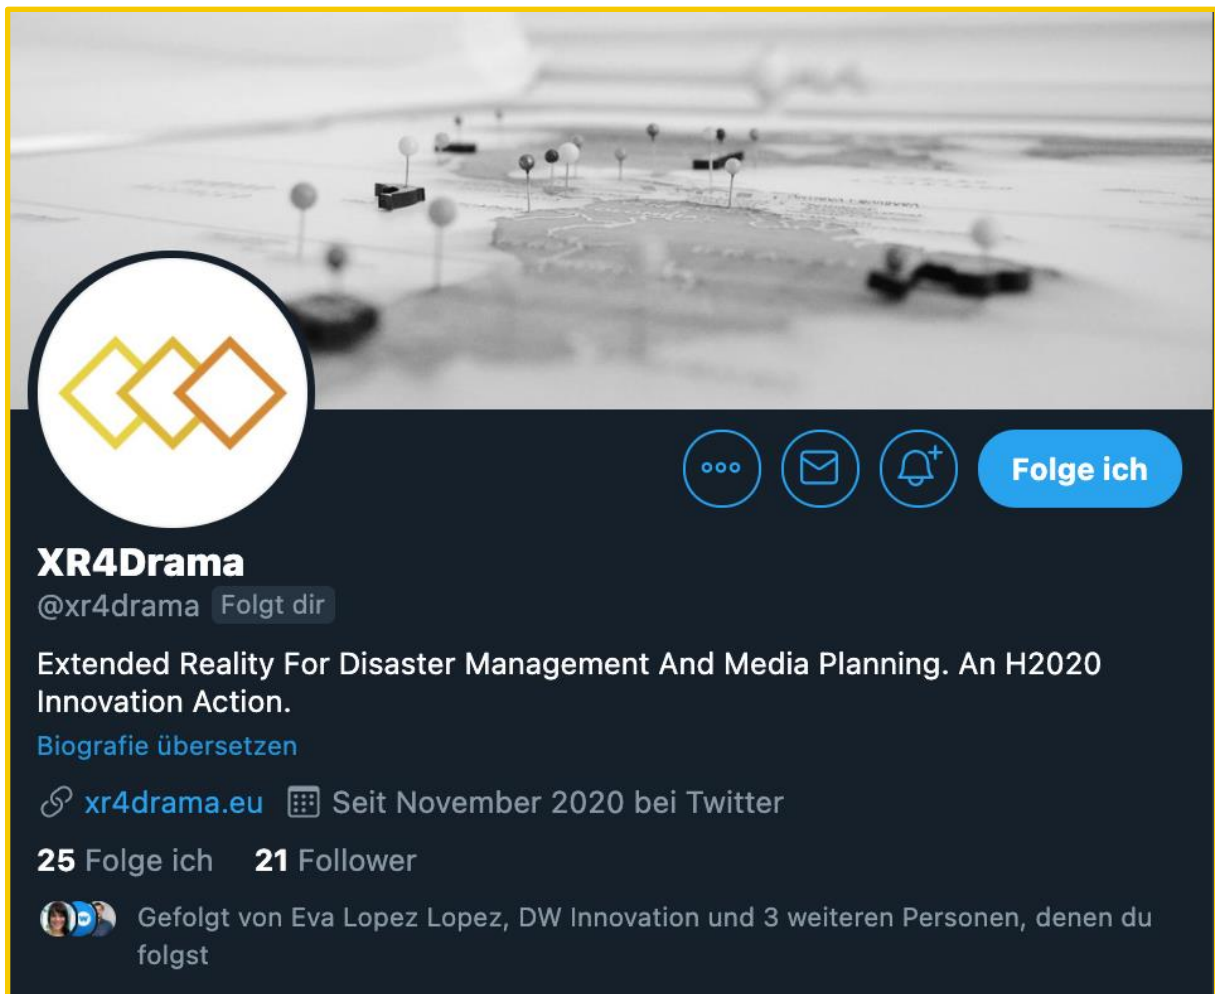 Folge ich
XR4Drama
@xr4drama Folgt dir
Extended Reality For Disaster Management And Media Planning. An H2020
Innovation Action.
Biografie übersetzen
xr4drama.eu Seit November 2020 bei Twitter
25 Folge ich 21 Follower
Gefolgt von Eva Lopez Lopez, DW Innovation und 3 weiteren Personen, denen du
folgst